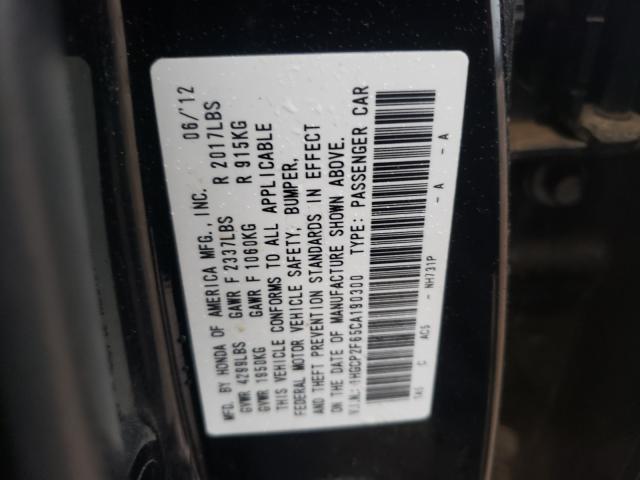 MFD. BY HONDA OF AMERICA MFG., INC. 06/12
GVWR 4299LBS GAWR F 2337LBS R 2017LBS
GVWR 1950KG GAWR F 1060KG R 915KG
THIS VEHICLE CONFORMS TO ALL APPLICABLE
FEDERAL MOTOR VEHICLE SAFETY, BUMPER,
AND THEFT PREVENTION STANDARDS IN EFFECT
ON THE DATE OF MANUFACTURE SHOWN ABOVE.
V.I.N.: 1HGCP2F65CA190300 TYPE: PASSENGER CAR
C AC5 - NH731P - A - A